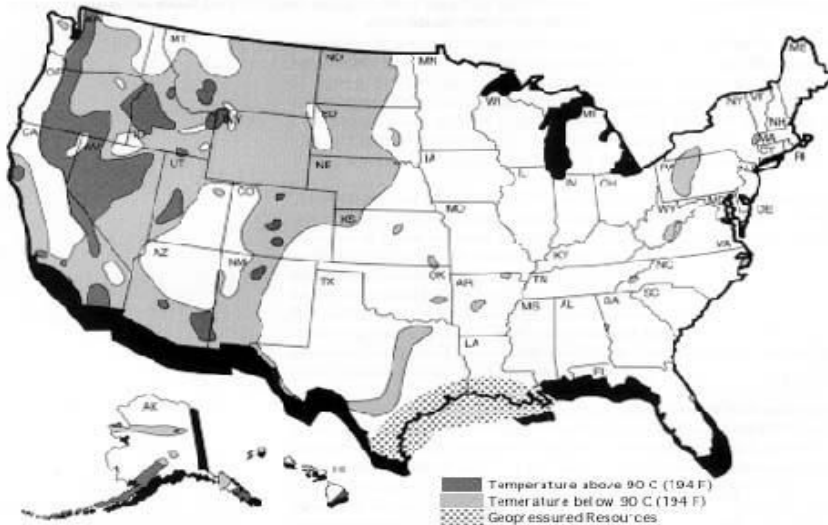 MT
ND
MN
ME
OR
WI
MI
NY
VT
NH
MA
CT
RI
SD
WY
IA
PA
CA
NV
UT
NE
CO
IL
IN
OH
DE
KS
MO
WV
VA
KY
AZ
NM
OK
AR
TN
NC
TX
SC
MS
AL
GA
LA
FL
AK
Temperature above 90 C (194 F)
Temerature below 90 C (194 F)
Geopressured Resources